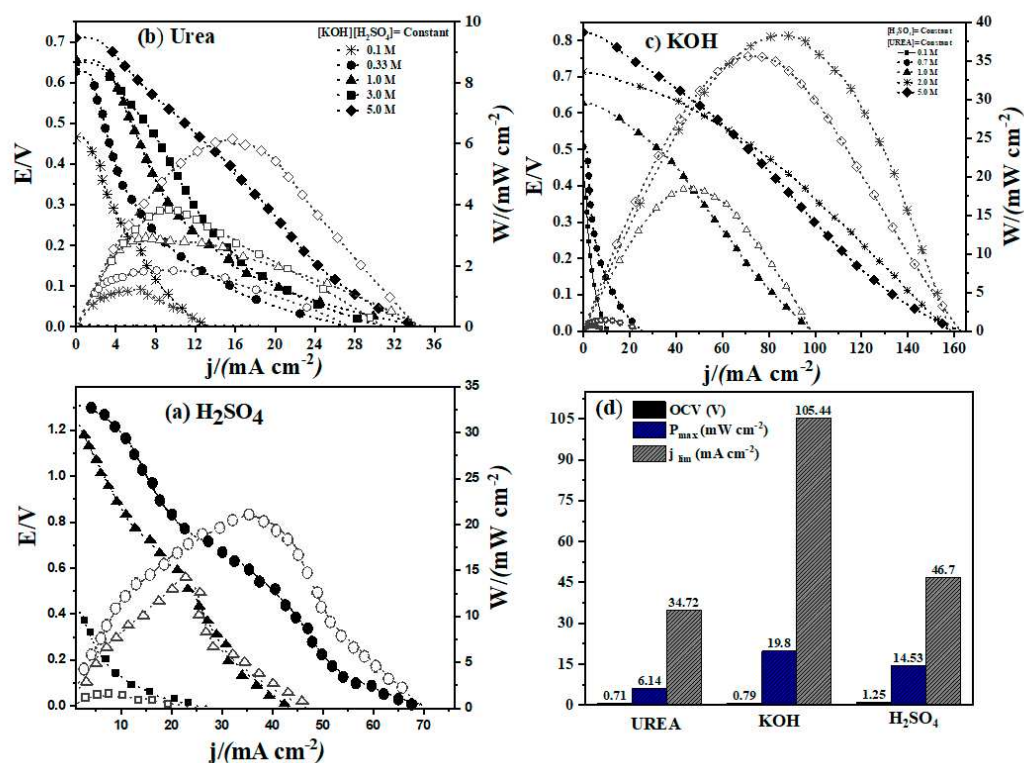 (b) Urea
[KOH][H2SO4]= Constant
0.1 M
0.33 M
1.0 M
3.0 M
5.0 M
E/V
0.7
0.6
0.5
0.4
0.3
0.2
0.1
0.0
W/(mW cm-2)
10
8
6
4
2
0
0 4 8 12 16 20 24 28 32 36
j/(mA cm-2)
c) KOH
[H2SO4]=Constant
[UREA]=Constant
0.1 M
0.7 M
1.0 M
2.0 M
5.0 M
E/V
0.8
0.7
0.6
0.5
0.4
0.3
0.2
0.1
0.0
W/(mW cm-2)
40
35
30
25
20
15
10
5
0
0 20 40 60 80 100 120 140 160
j/(mA cm-2)
(a) H2SO4
E/V
1.2
1.0
0.8
0.6
0.4
0.2
0.0
W/(mW cm-2)
35
30
25
20
15
10
5
0
10 20 30 40 50 60 70
j/(mA cm-2)
(d)
OCV (V)
Pmax (mW cm-2)
j lim (mA cm-2)
105
90
75
60
45
30
15
0
0.71 6.14 34.72
0.79 19.8 105.44
1.25 14.53 46.7
UREA KOH H2SO4